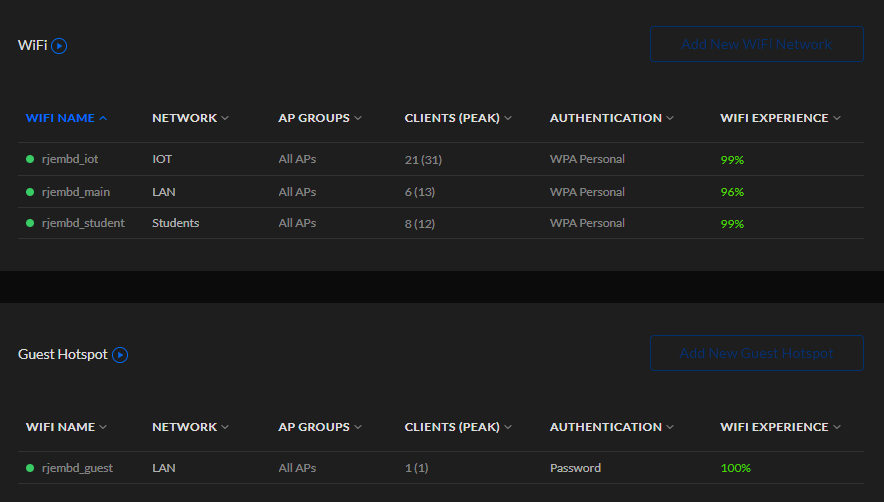 WiFi Add New WiFi Network
WIFI NAME NETWORK AP GROUPS CLIENTS (PEAK) AUTHENTICATION WIFI EXPERIENCE
rjembd_iot IOT All APs 21 (31) WPA Personal 99%
rjembd_main LAN All APs 6 (13) WPA Personal 96%
rjembd_student Students All APs 8 (12) WPA Personal 99%
Guest Hotspot Add New Guest Hotspot
WIFI NAME NETWORK AP GROUPS CLIENTS (PEAK) AUTHENTICATION WIFI EXPERIENCE
rjembd_guest LAN All APs 1 (1) Password 100%